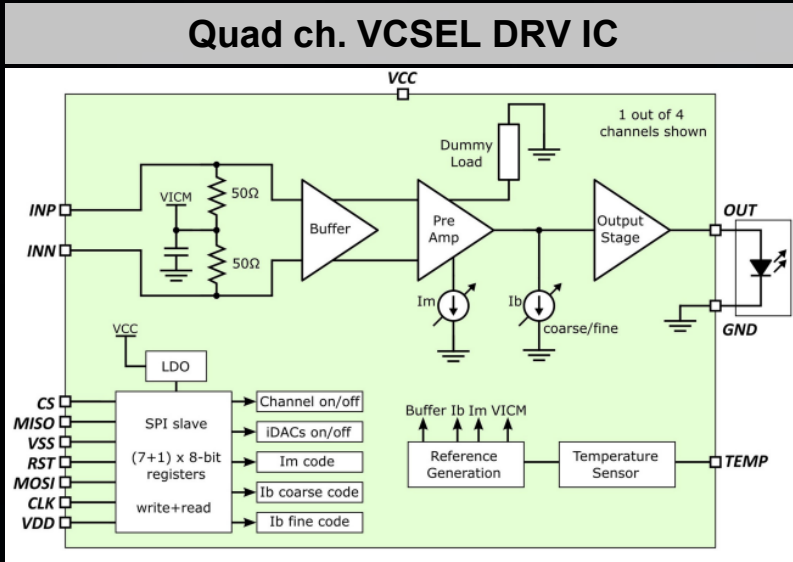 Quad ch. VCSEL DRV IC
VCC
1 out of 4
channels shown
Dummy
Load
VICM
50Ω
50Ω
INP
INN
Buffer
Pre
Amp
Output
Stage
OUT
GND
Im
Ib
coarse/fine
VCC
LDO
CS
MISO
VSS
RST
MOSI
CLK
VDD
SPI slave
(7+1) x 8-bit
registers
write+read
Channel on/off
iDACs on/off
Im code
Ib coarse code
Ib fine code
Buffer Ib Im VICM
Reference
Generation
Temperature
Sensor
TEMP